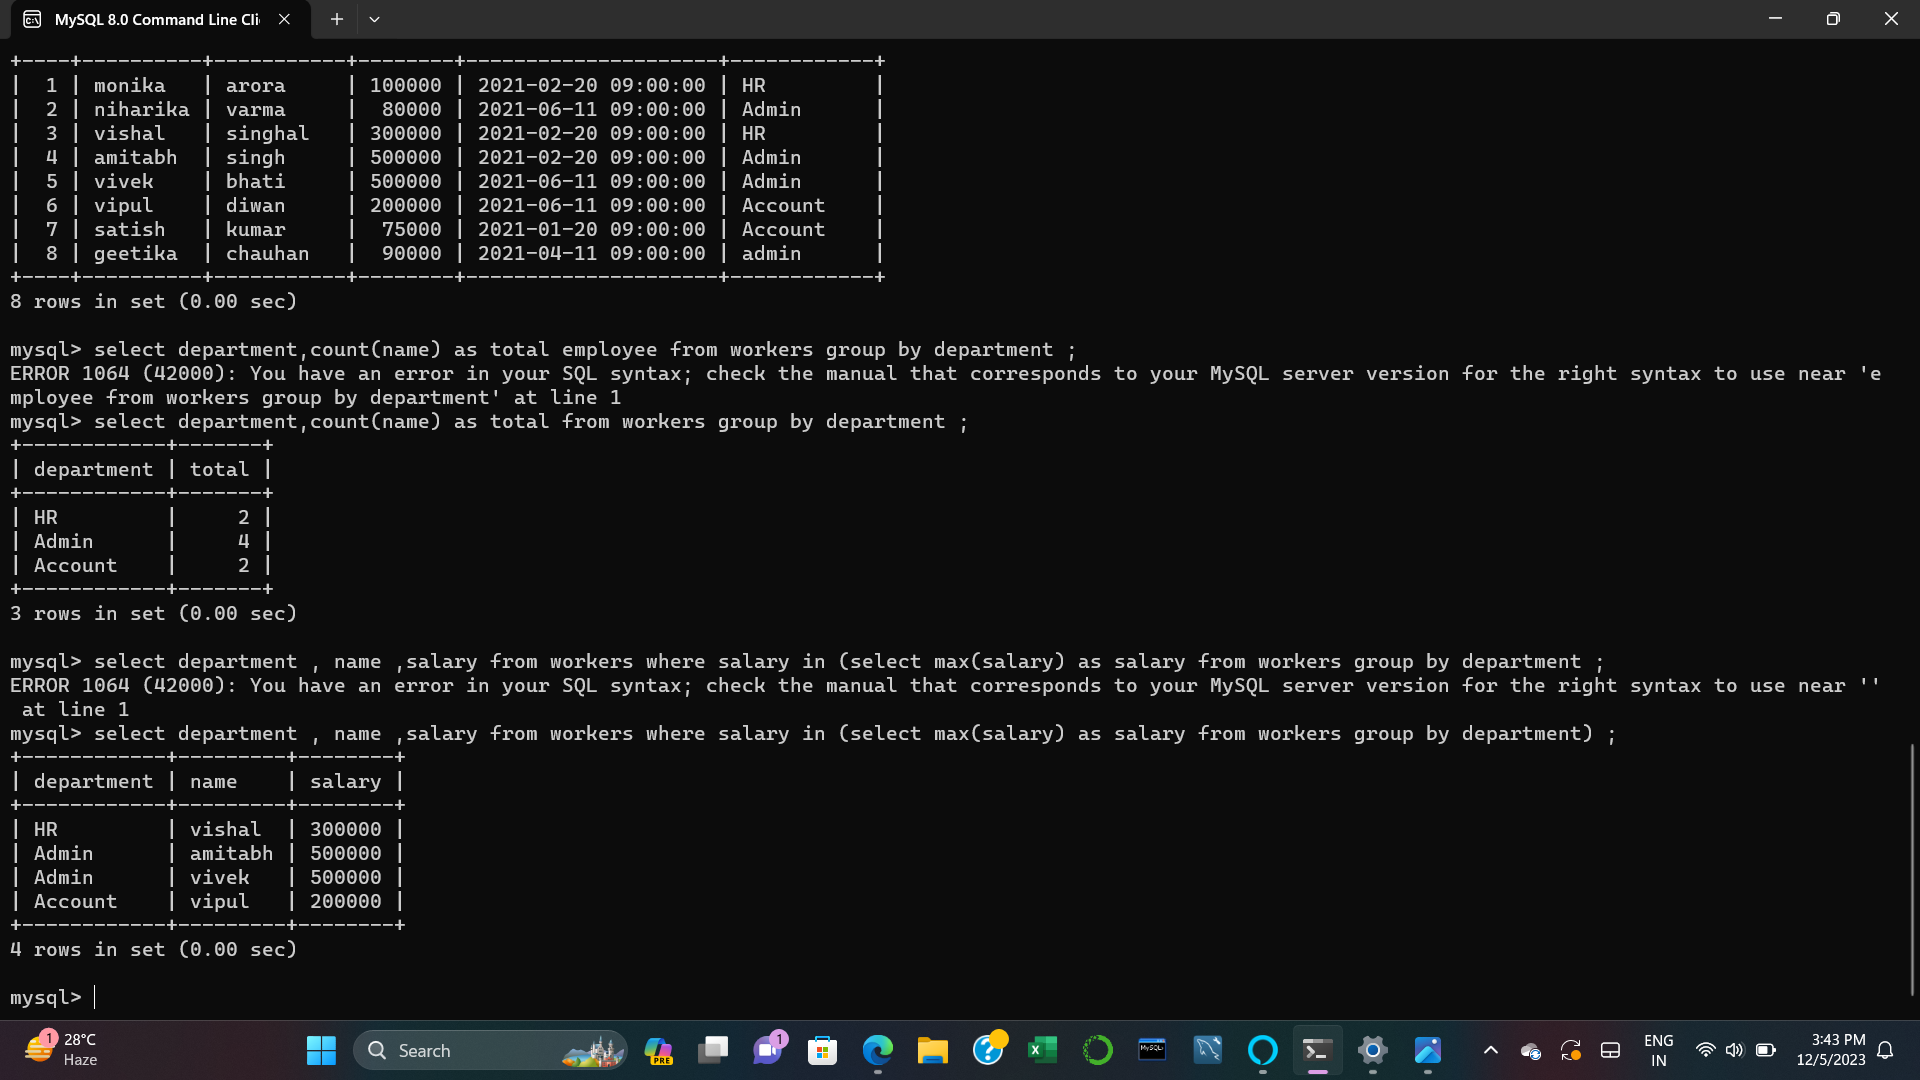 MySQL 8.0 Command Line Cli
+----+----------+-----------+--------+---------------------+------------+
|  1 | monika   | arora     | 100000 | 2021-02-20 09:00:00 | HR         |
|  2 | niharika | varma     |  80000 | 2021-06-11 09:00:00 | Admin      |
|  3 | vishal   | singhal   | 300000 | 2021-02-20 09:00:00 | HR         |
|  4 | amitabh  | singh     | 500000 | 2021-02-20 09:00:00 | Admin      |
|  5 | vivek    | bhati     | 500000 | 2021-06-11 09:00:00 | Admin      |
|  6 | vipul    | diwan     | 200000 | 2021-06-11 09:00:00 | Account    |
|  7 | satish   | kumar     |  75000 | 2021-01-20 09:00:00 | Account    |
|  8 | geetika  | chauhan   |  90000 | 2021-04-11 09:00:00 | admin      |
+----+----------+-----------+--------+---------------------+------------+
8 rows in set (0.00 sec)
mysql> select department,count(name) as total employee from workers group by department ;
ERROR 1064 (42000): You have an error in your SQL syntax; check the manual that corresponds to your MySQL server version for the right syntax to use near 'e
mployee from workers group by department' at line 1
mysql> select department,count(name) as total from workers group by department ;
+------------+-------+
| department | total |
+------------+-------+
| HR         |     2 |
| Admin      |     4 |
| Account    |     2 |
+------------+-------+
3 rows in set (0.00 sec)
mysql> select department , name ,salary from workers where salary in (select max(salary) as salary from workers group by department ;
ERROR 1064 (42000): You have an error in your SQL syntax; check the manual that corresponds to your MySQL server version for the right syntax to use near ''
 at line 1
mysql> select department , name ,salary from workers where salary in (select max(salary) as salary from workers group by department) ;
+------------+---------+--------+
| department | name    | salary |
+------------+---------+--------+
| HR         | vishal  | 300000 |
| Admin      | amitabh | 500000 |
| Admin      | vivek   | 500000 |
| Account    | vipul   | 200000 |
+------------+---------+--------+
4 rows in set (0.00 sec)
mysql>
1 28°C
Haze
Search
PRE
1
MySQL
ENG
IN
3:43 PM
12/5/2023